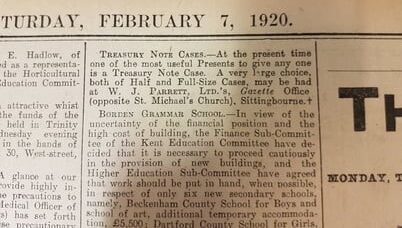 TURDAY, FEBRUARY 7, 1920.
E. Hadlow, of
ed as a representa-
the Horticultural
Education Commit-
attractive whist
the funds of the
held in Trinity
dnesday evening
in the hands of
30, West-street,
A glance at our
rovide highly in-
e precautions to
Medical Officer of
s) has set forth
se precautionary
TREASURY NOTE CASES.—At the present time
one of the most useful Presents to give any one
is a Treasury Note Case. A very large choice,
both of Half and Full-Size Cases, may be had
at W. J. PARRETT, LTD.'S, Gazette Office
(opposite St. Michael's Church), Sittingbourne.†
BORDEN GRAMMAR SCHOOL.—In view of the
uncertainty of the financial position and the
high cost of building, the Finance Sub-Commit-
tee of the Kent Education Committee have de-
cided that it is necessary to proceed cautiously
in the provision of new buildings, and the
Higher Education Sub-Committee have agreed
that work should be put in hand, when possible,
in respect of only six new secondary schools,
namely, Beckenham County School for Boys and
school of art, additional temporary accommoda-
tion, £5,500; Dartford County School for Girls,
TH
MONDAY, T